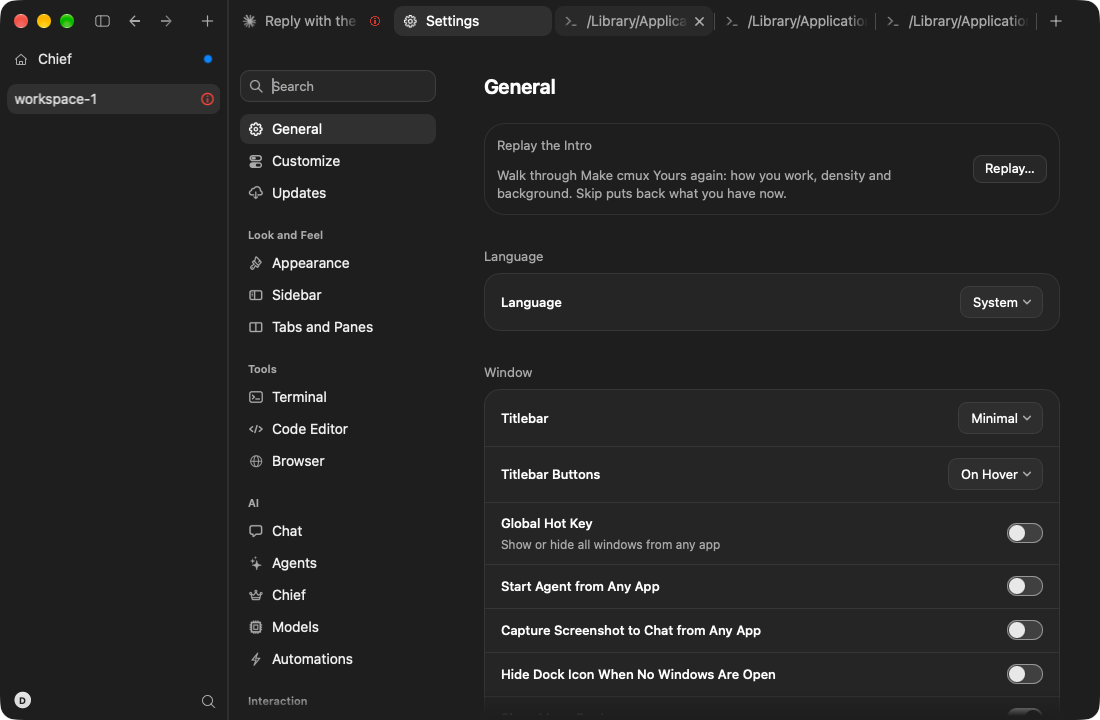 Reply with the
Settings
/Library/Applica
/Library/Applicatio
/Library/Applicatio
Chief
workspace-1
D
Search
General
Customize
Updates
Look and Feel
Appearance
Sidebar
Tabs and Panes
Tools
Terminal
Code Editor
Browser
AI
Chat
Agents
Chief
Models
Automations
Interaction
General
Replay the Intro
Walk through Make cmux Yours again: how you work, density and
background. Skip puts back what you have now.
Replay...
Language
Language
System
Window
Titlebar
Minimal
Titlebar Buttons
On Hover
Global Hot Key
Show or hide all windows from any app
Start Agent from Any App
Capture Screenshot to Chat from Any App
Hide Dock Icon When No Windows Are Open